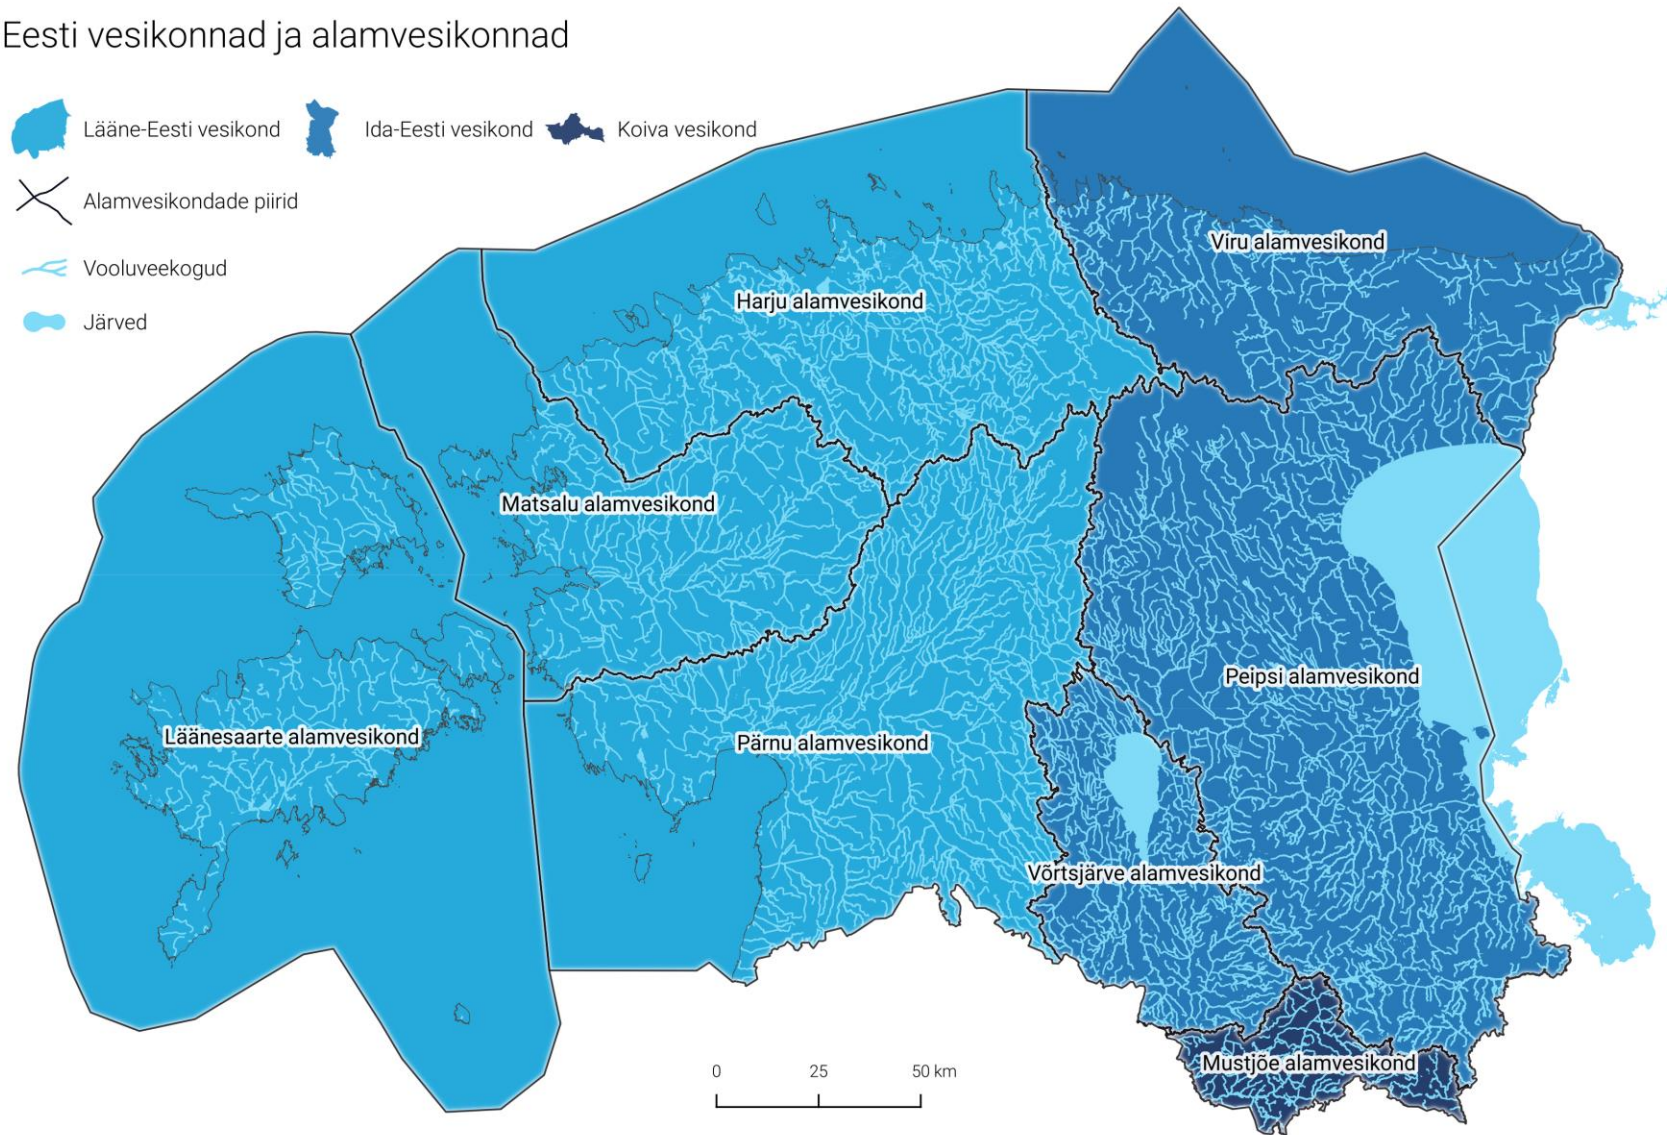 Eesti vesikonnad ja alamvesikonnad
Lääne-Eesti vesikond
Ida-Eesti vesikond
Koiva vesikond
Alamvesikondade piirid
Vooluveekogud
Järved
Viru alamvesikond
Harju alamvesikond
Matsalu alamvesikond
Peipsi alamvesikond
Läänesaarte alamvesikond
Pärnu alamvesikond
Võrtsjärve alamvesikond
Mustjõe alamvesikond
0 25 50 km